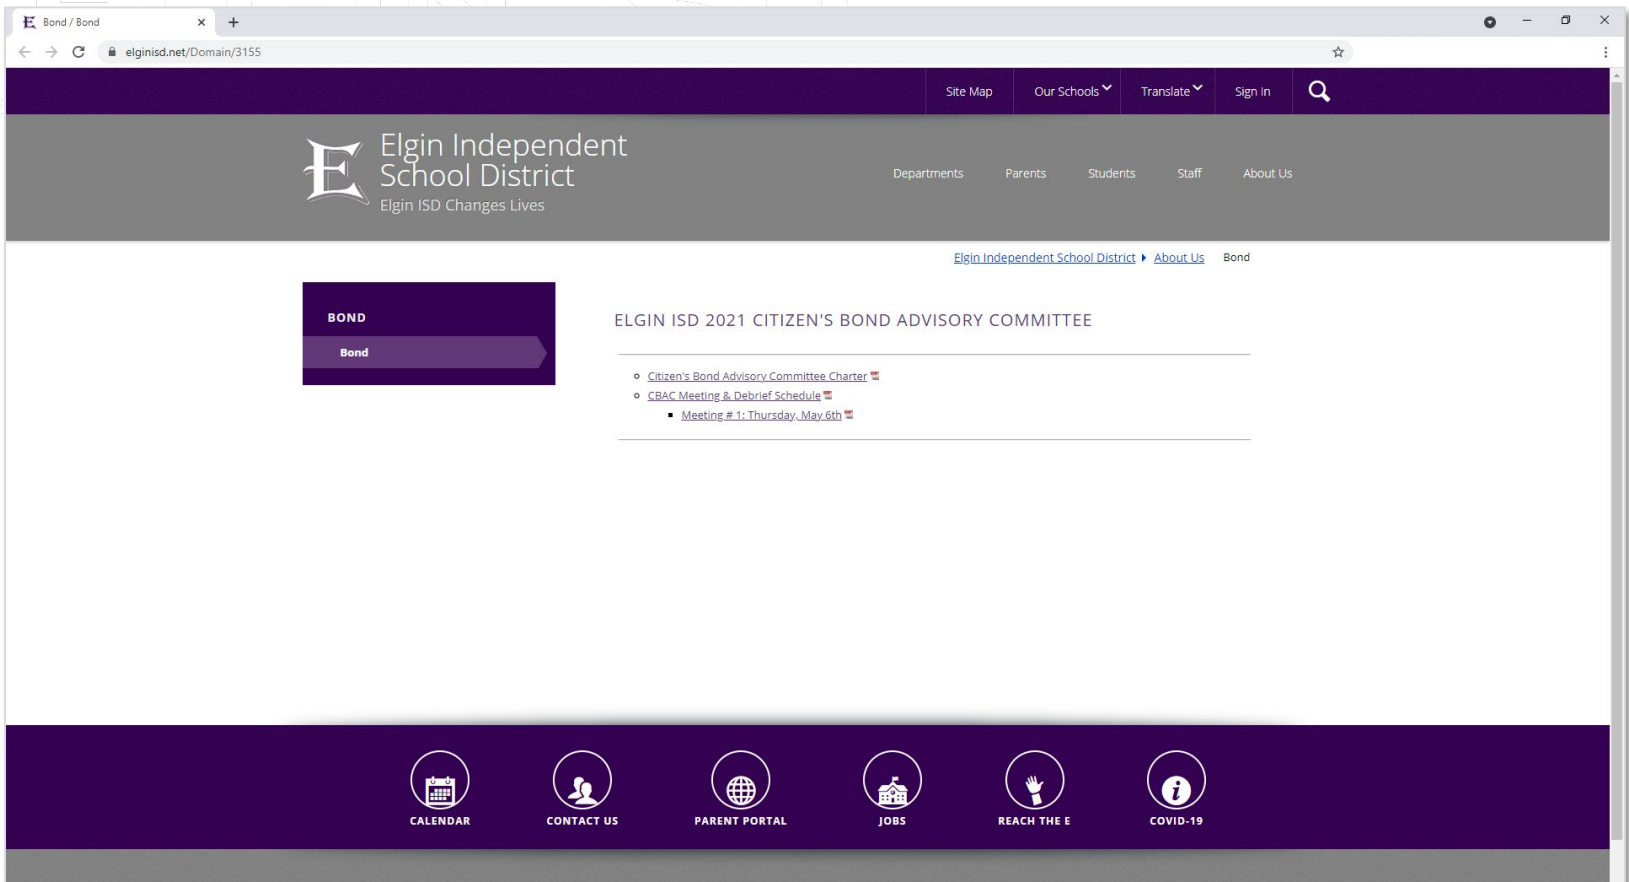 Bond / Bond
elginisd.net/Domain/3155
Site Map Our Schools Translate Sign In
E Elgin Independent
School District
Elgin ISD Changes Lives
Departments Parents Students Staff About Us
Elgin Independent School District About Us Bond
BOND
Bond
ELGIN ISD 2021 CITIZEN'S BOND ADVISORY COMMITTEE
Citizen's Bond Advisory Committee Charter
CBAC Meeting & Debrief Schedule
Meeting # 1: Thursday, May 6th
CALENDAR CONTACT US PARENT PORTAL JOBS REACH THE E COVID-19